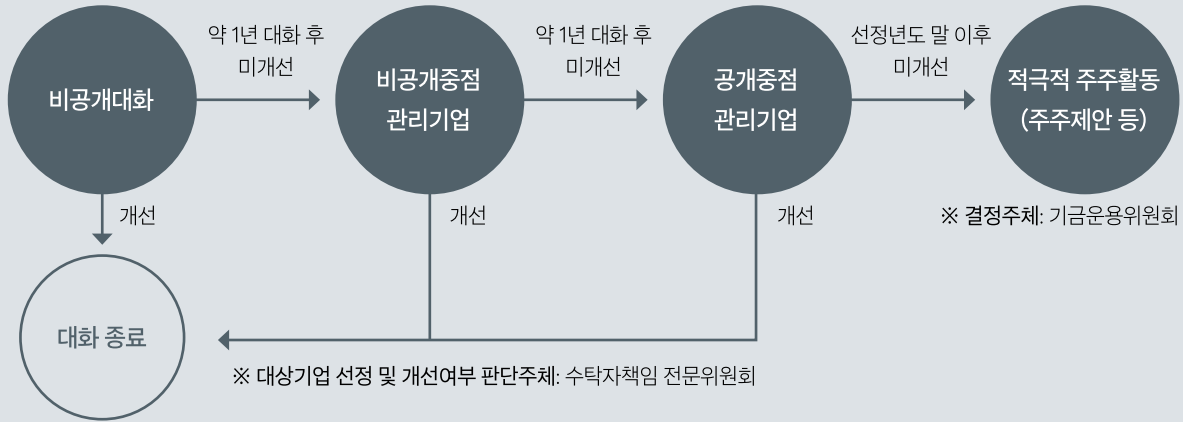 비공개대화
약 1년 대화 후
미개선
비공개중점
관리기업
약 1년 대화 후
미개선
공개중점
관리기업
선정년도 말 이후
미개선
적극적 주주활동
(주주제안 등)
개선
개선
개선
※ 결정주체: 기금운용위원회
대화 종료
※ 대상기업 선정 및 개선여부 판단주체: 수탁자책임 전문위원회